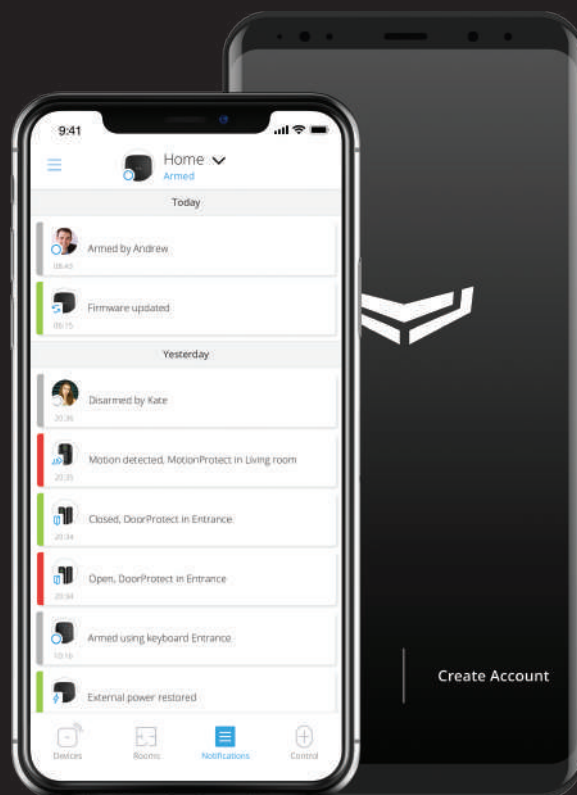 9:41
Home
Armed
Today
Armed by Andrew
08:45
Firmware updated
08:15
Yesterday
Disarmed by Kate
20:36
Motion detected, MotionProtect in Living room
20:35
Closed, DoorProtect in Entrance
20:34
Open, DoorProtect in Entrance
20:34
Armed using keyboard Entrance
10:16
External power restored
Devices
Rooms
Notifications
Control
Create Account